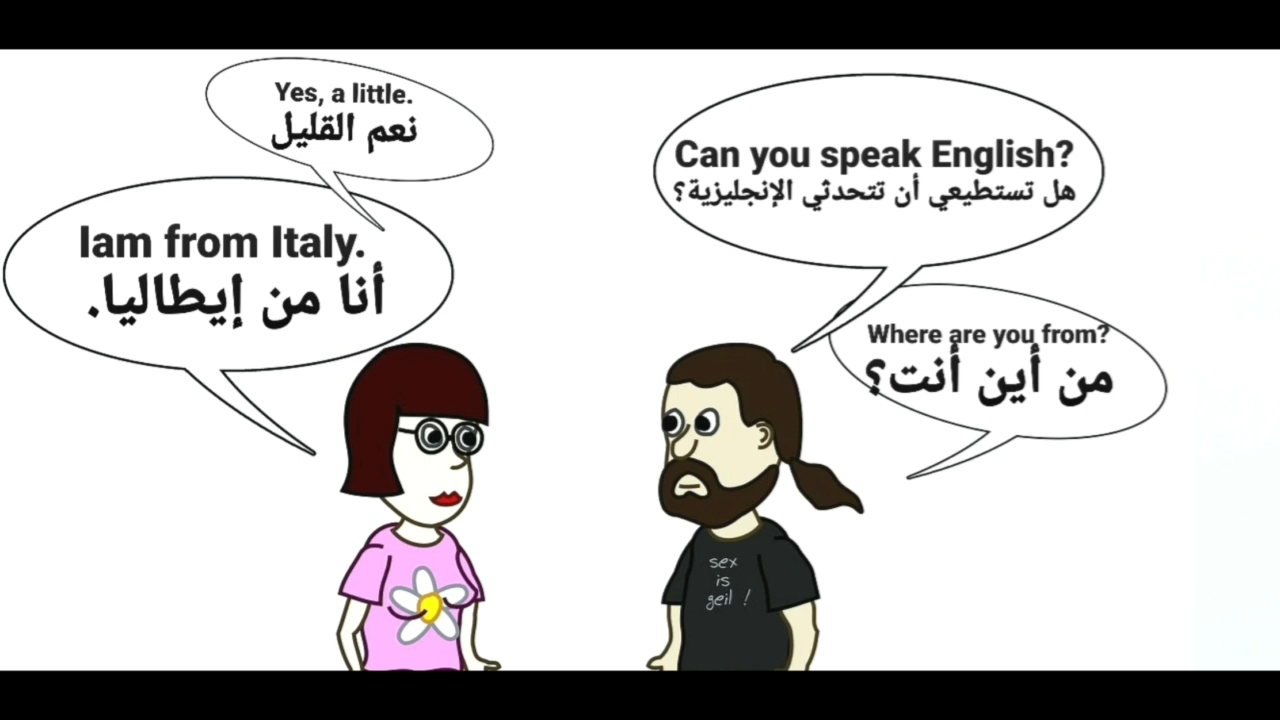 Yes, a little.
نعم القليل
Iam from Italy.
أنا من إيطاليا.
Can you speak English?
هل تستطيعي أن تتحدثي الإنجليزية؟
Where are you from?
من أين أنت؟
sex
is
geil !